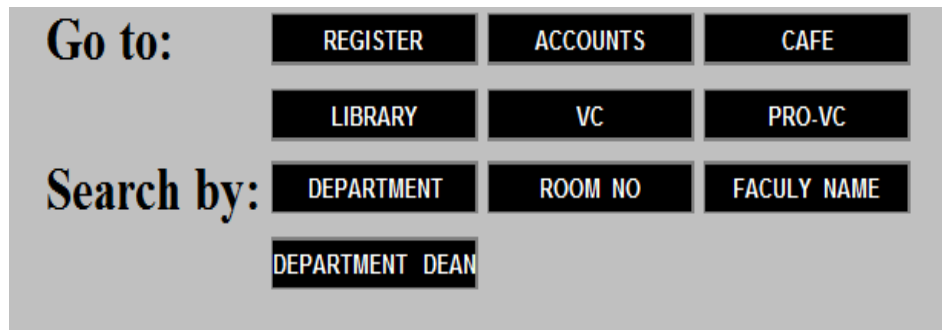 Go to: REGISTER ACCOUNTS CAFE
LIBRARY VC PRO-VC
Search by: DEPARTMENT ROOM NO FACULY NAME
DEPARTMENT DEAN